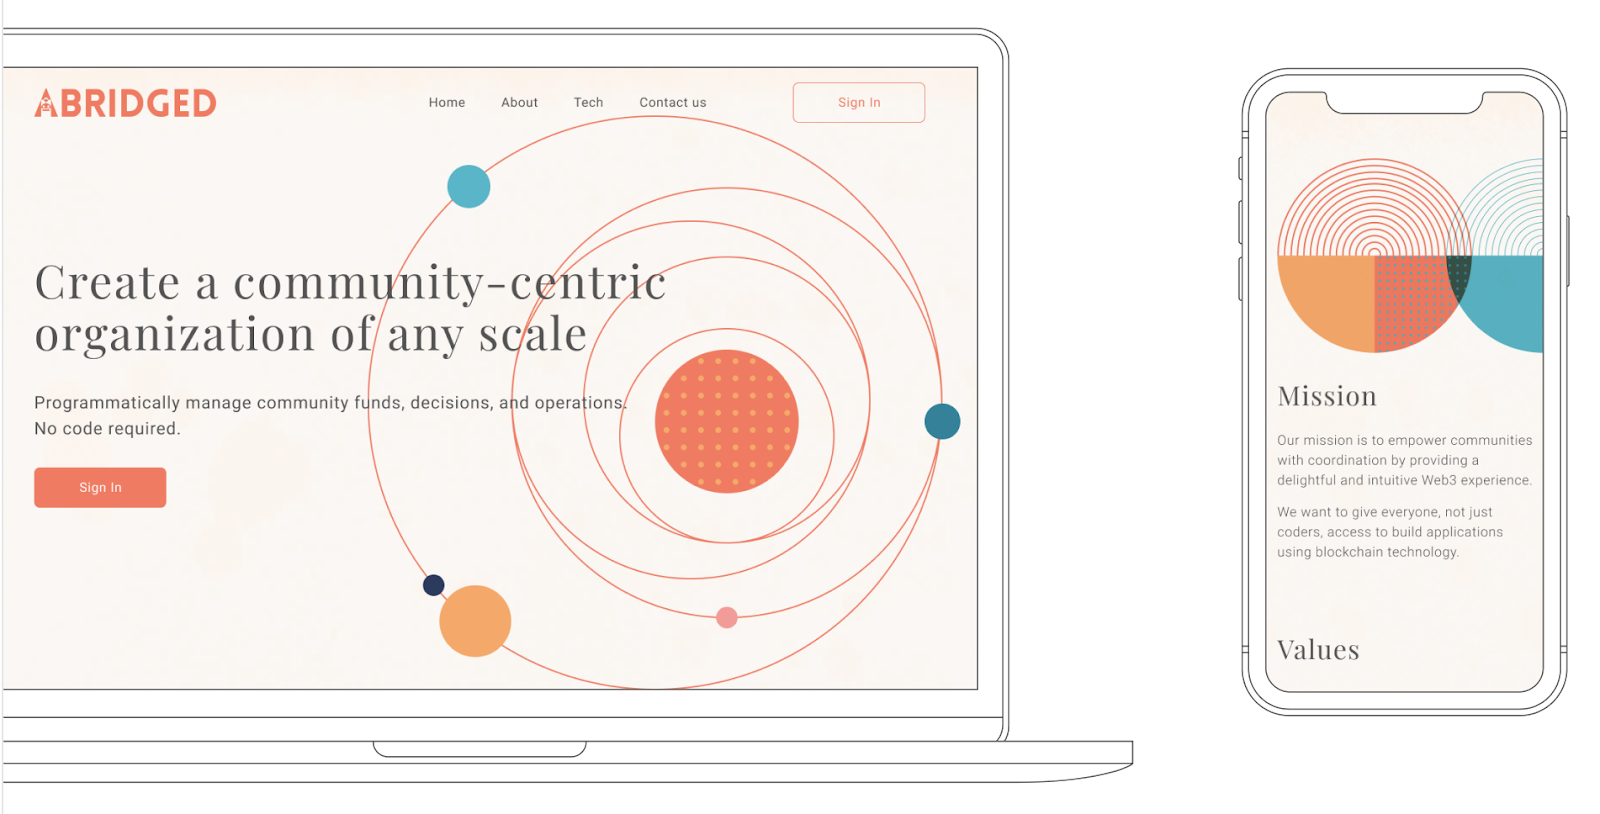 ABRIDGED
Home About Tech Contact us Sign In
Create a community-centric
organization of any scale
Programmatically manage community funds, decisions, and operations.
No code required.
Sign In
Mission
Our mission is to empower communities
with coordination by providing a
delightful and intuitive Web3 experience.
We want to give everyone, not just
coders, access to build applications
using blockchain technology.
Values